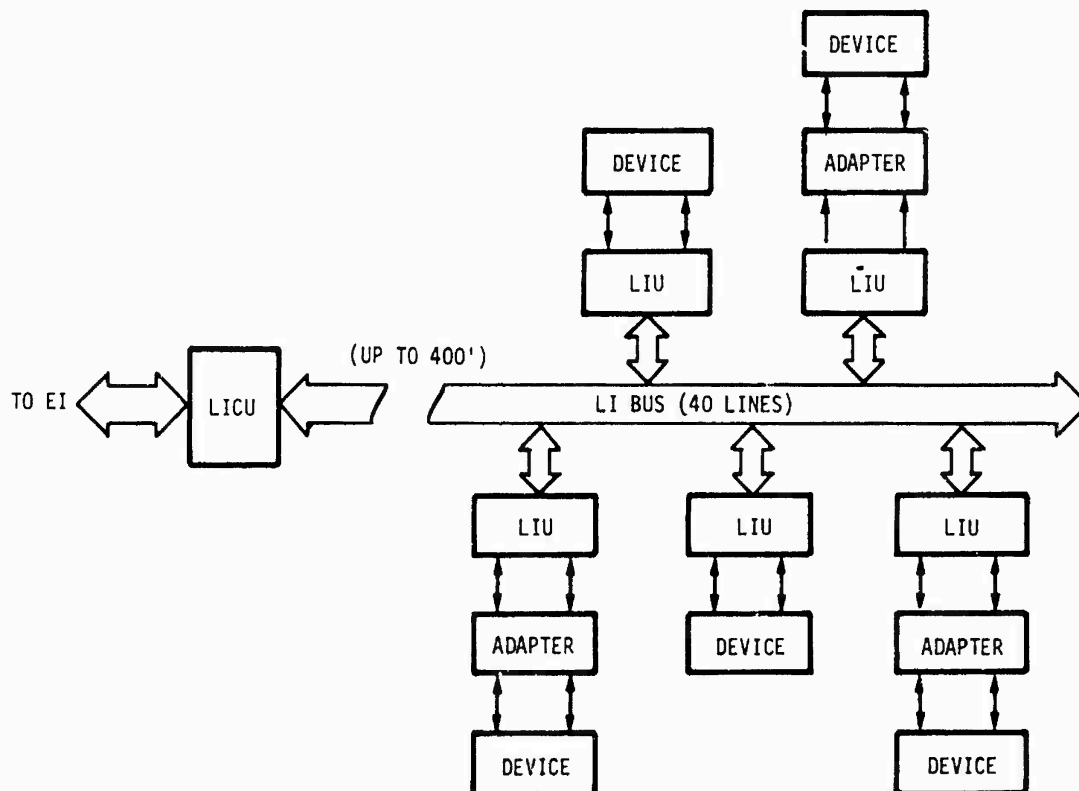 DEVICE
DEVICE
ADAPTER
LIU
LIU
(UP TO 400')
TO EI
LICU
LI BUS (40 LINES)
LIU
LIU
LIU
ADAPTER
DEVICE
ADAPTER
DEVICE
DEVICE